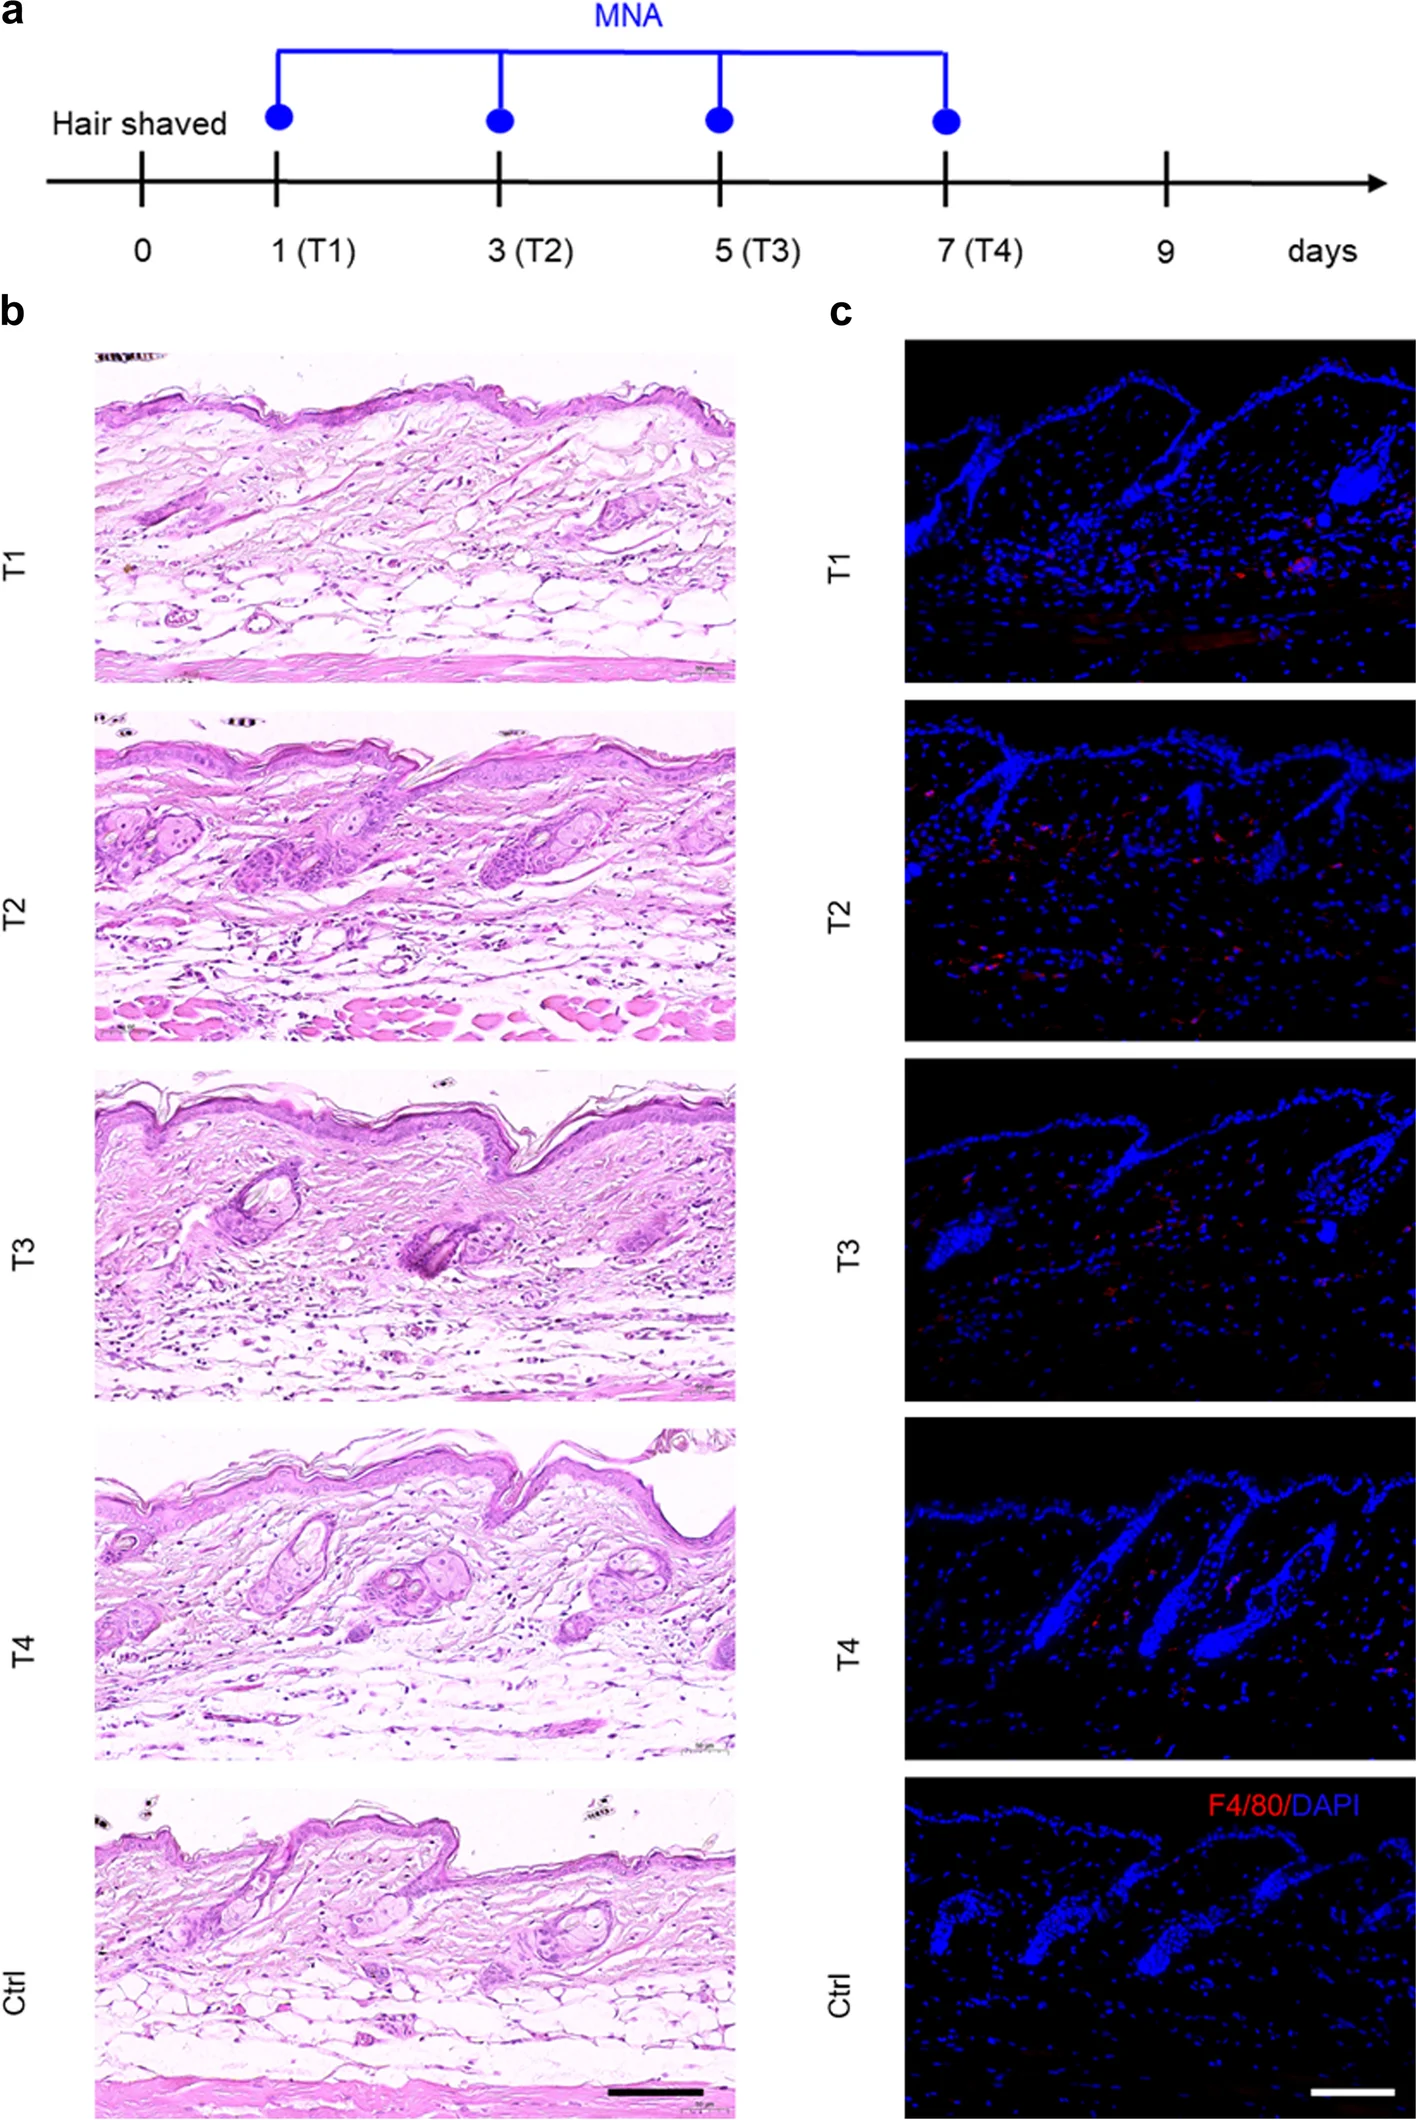 a
MNA
Hair shaved
0 1 (T1) 3 (T2) 5 (T3) 7 (T4) 9 days
b c
T1 T1
T2 T2
T3 T3
T4 T4
F4/80/DAPI
Ctrl Ctrl